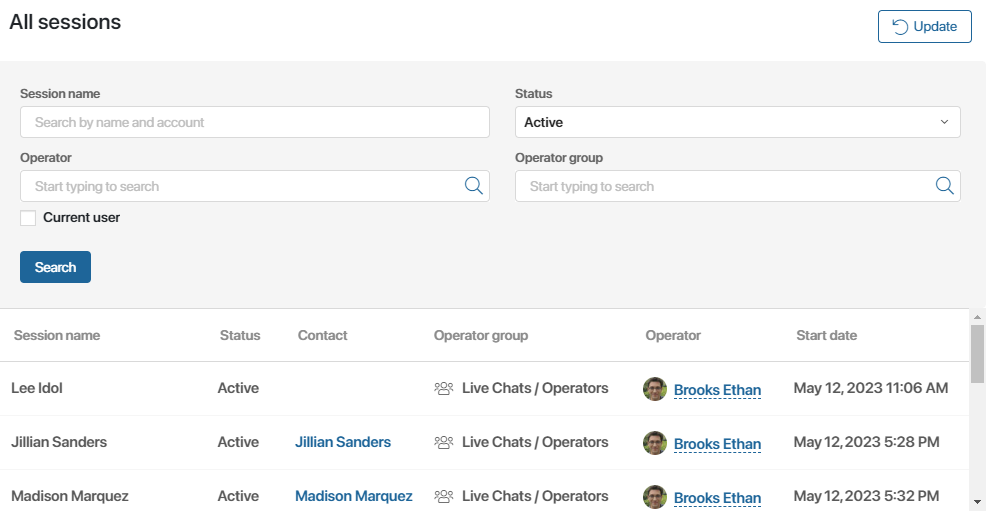 All sessions
Update
Session name Status
Search by name and account Active
Operator Operator group
Start typing to search Start typing to search
Current user
Search
Session name Status Contact Operator group Operator Start date
Lee Idol Active Live Chats / Operators Brooks Ethan May 12, 2023 11:06 AM
Jillian Sanders Active Jillian Sanders Live Chats / Operators Brooks Ethan May 12, 2023 5:28 PM
Madison Marquez Active Madison Marquez Live Chats / Operators Brooks Ethan May 12, 2023 5:32 PM